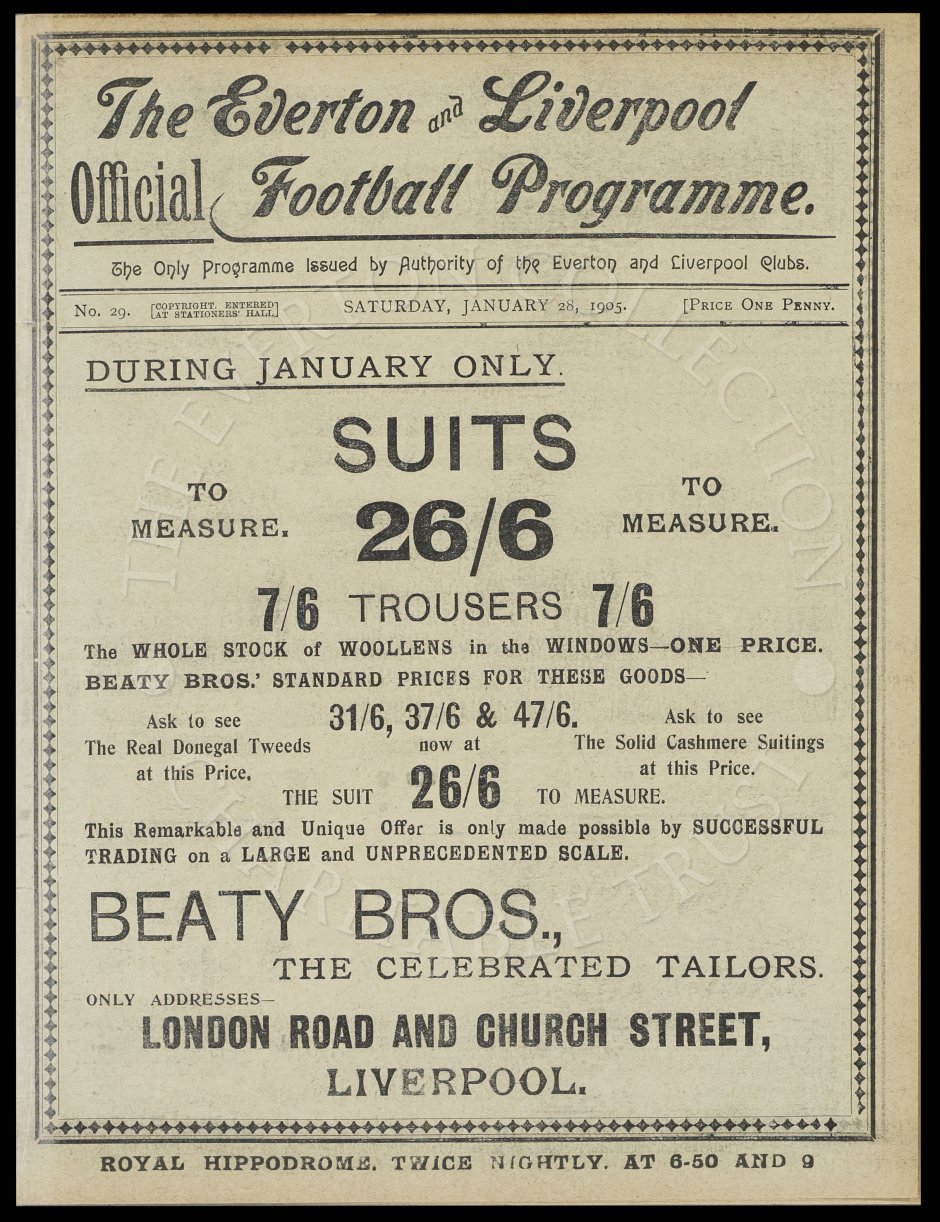 The Everton and Liverpool
Official Football Programme.
The Only Programme Issued by Authority of the Everton and Liverpool Clubs.
No. 29. [COPYRIGHT. ENTERED] SATURDAY, JANUARY 28, 1905. [PRICE ONE PENNY.
[AT STATIONERS' HALL]
DURING JANUARY ONLY.
SUITS
TO MEASURE. 26/6 TO MEASURE.
7/6 TROUSERS 7/6
The WHOLE STOCK of WOOLLENS in the WINDOWS—ONE PRICE.
BEATY BROS.' STANDARD PRICES FOR THESE GOODS—
Ask to see 31/6, 37/6 & 47/6. Ask to see
The Real Donegal Tweeds now at The Solid Cashmere Suitings
at this Price. at this Price.
THE SUIT 26/6 TO MEASURE.
This Remarkable and Unique Offer is only made possible by SUCCESSFUL
TRADING on a LARGE and UNPRECEDENTED SCALE.
BEATY BROS.,
THE CELEBRATED TAILORS.
ONLY ADDRESSES—
LONDON ROAD AND CHURCH STREET,
LIVERPOOL.
ROYAL HIPPODROME. TWICE NIGHTLY. AT 6-50 AND 9
THE EVERTON COLLECTION
CHARITABLE TRUST